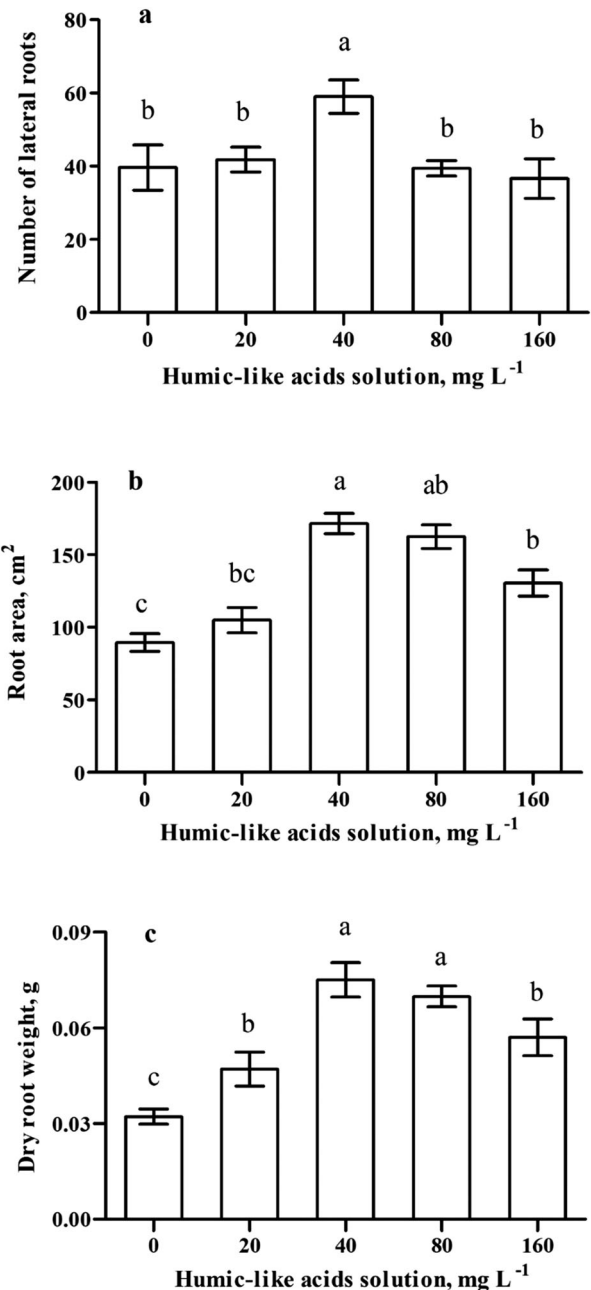 a
Number of lateral roots
80
60
40
20
0
b
b
a
b
b
0 20 40 80 160
Humic-like acids solution, mg L⁻¹
b
Root area, cm²
200
150
100
50
0
c
bc
a
ab
b
0 20 40 80 160
Humic-like acids solution, mg L⁻¹
c
Dry root weight, g
0.09
0.06
0.03
0.00
c
b
a
a
b
0 20 40 80 160
Humic-like acids solution, mg L⁻¹